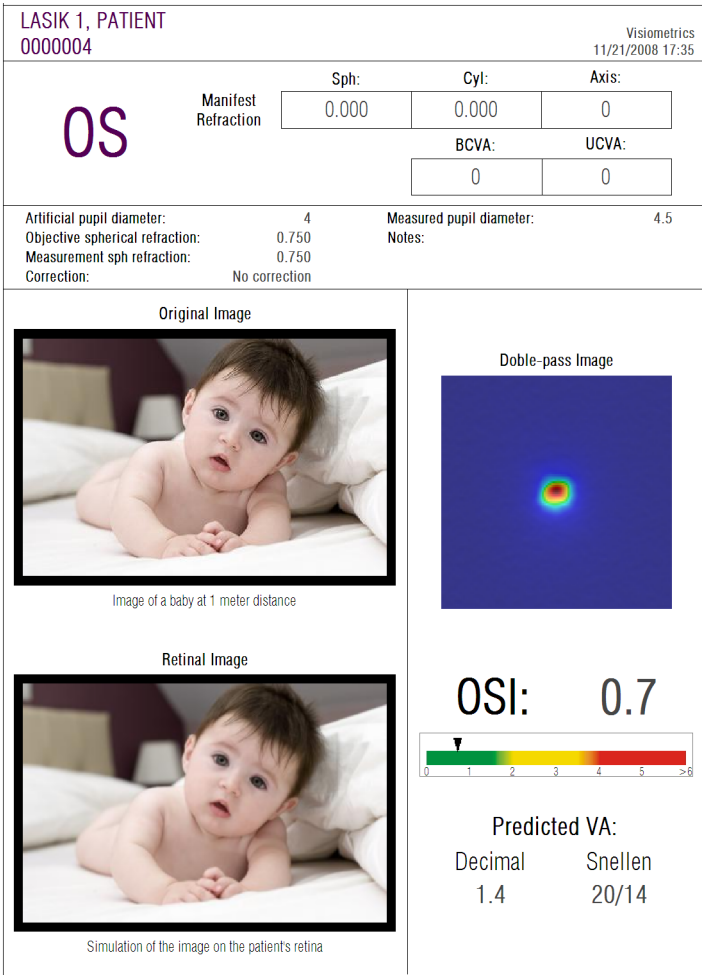 LASIK 1, PATIENT
0000004
Visiometrics
11/21/2008 17:35
OS
Manifest Refraction
Sph: Cyl: Axis:
0.000 0.000 0
BCVA: UCVA:
0 0
Artificial pupil diameter: 4
Objective spherical refraction: 0.750
Measurement sph refraction: 0.750
Correction: No correction
Measured pupil diameter: 4.5
Notes:
Original Image
Image of a baby at 1 meter distance
Retinal Image
Simulation of the image on the patient's retina
Doble-pass Image
OSI: 0.7
0 1 2 3 4 5 >6
Predicted VA:
Decimal Snellen
1.4 20/14